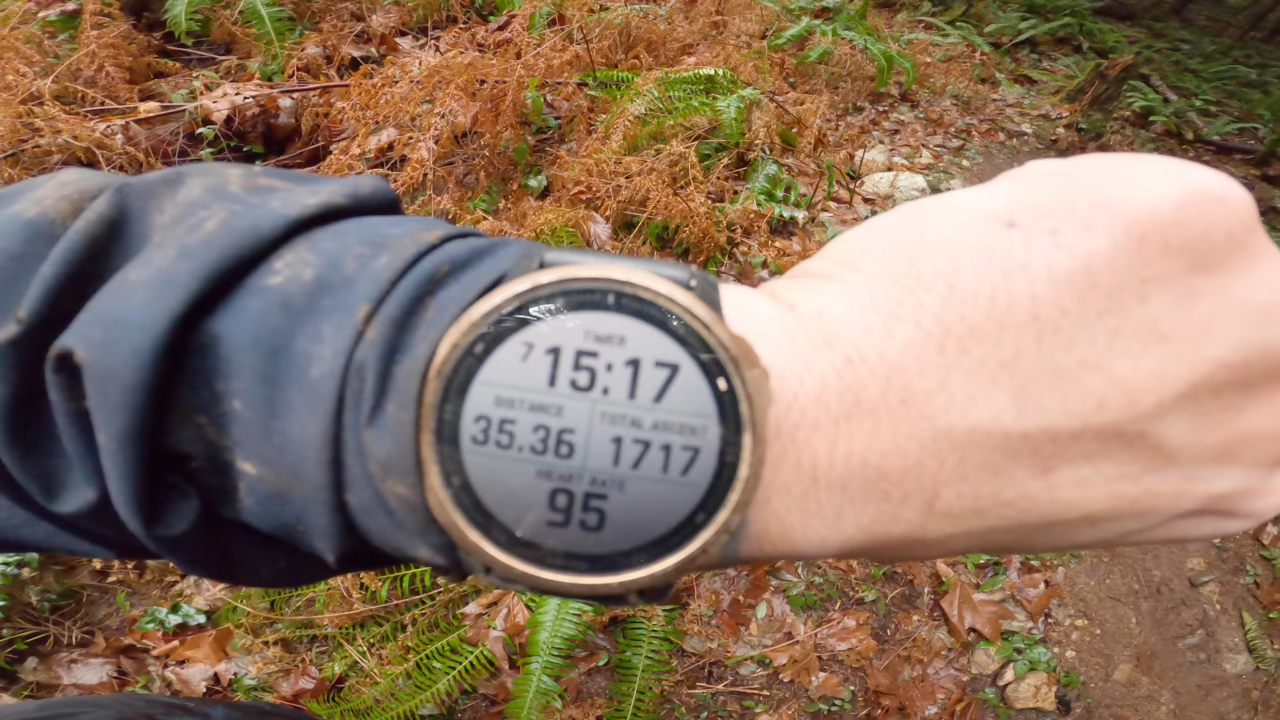 TIMER
7 15:17
DISTANCE TOTAL ASCENT
35.36 1717
HEART RATE
95